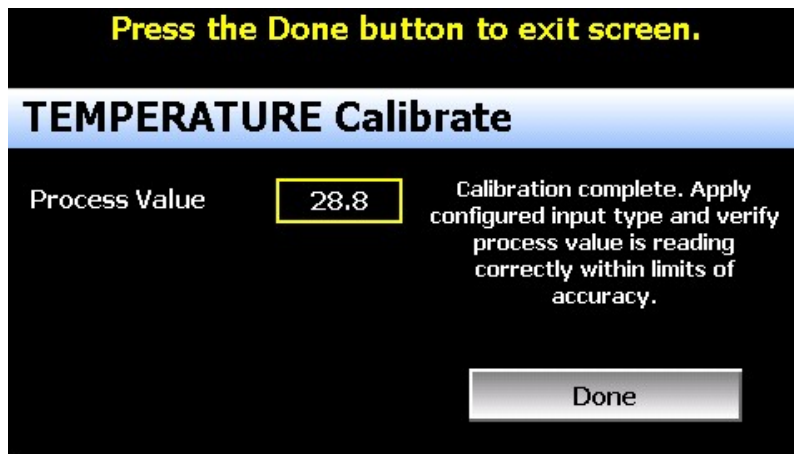 Press the Done button to exit screen.
TEMPERATURE Calibrate
Process Value
28.8
Calibration complete. Apply
configured input type and verify
process value is reading
correctly within limits of
accuracy.
Done